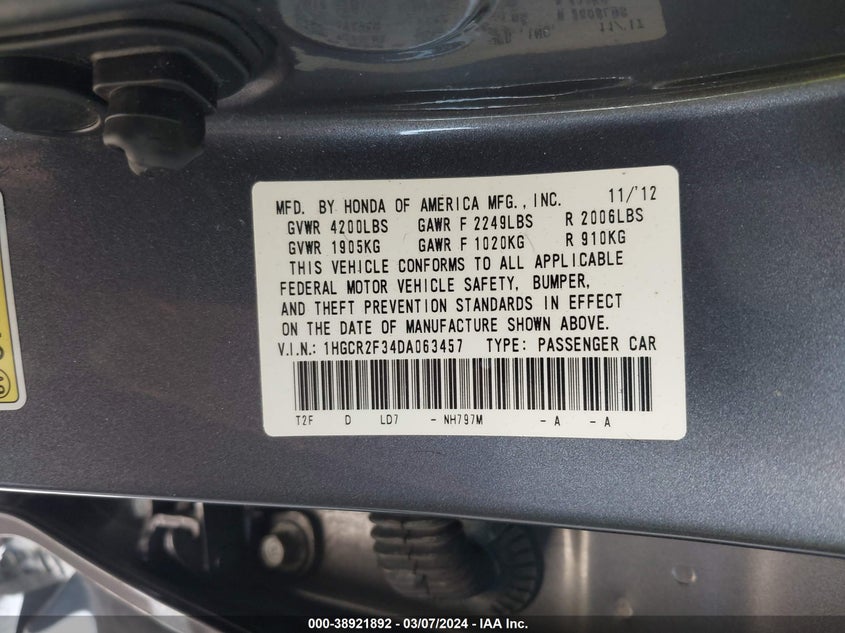 11/'12
MFD. BY HONDA OF AMERICA MFG., INC. 11/'12
GVWR 4200LBS GAWR F 2249LBS R 2006LBS
GVWR 1905KG GAWR F 1020KG R 910KG
THIS VEHICLE CONFORMS TO ALL APPLICABLE
FEDERAL MOTOR VEHICLE SAFETY, BUMPER,
AND THEFT PREVENTION STANDARDS IN EFFECT
ON THE DATE OF MANUFACTURE SHOWN ABOVE.
V.I.N.: 1HGCR2F34DA063457 TYPE: PASSENGER CAR
T2F D LD7 - NH797M - A - A
000-38921892 — 03/07/2024 - IAA Inc.